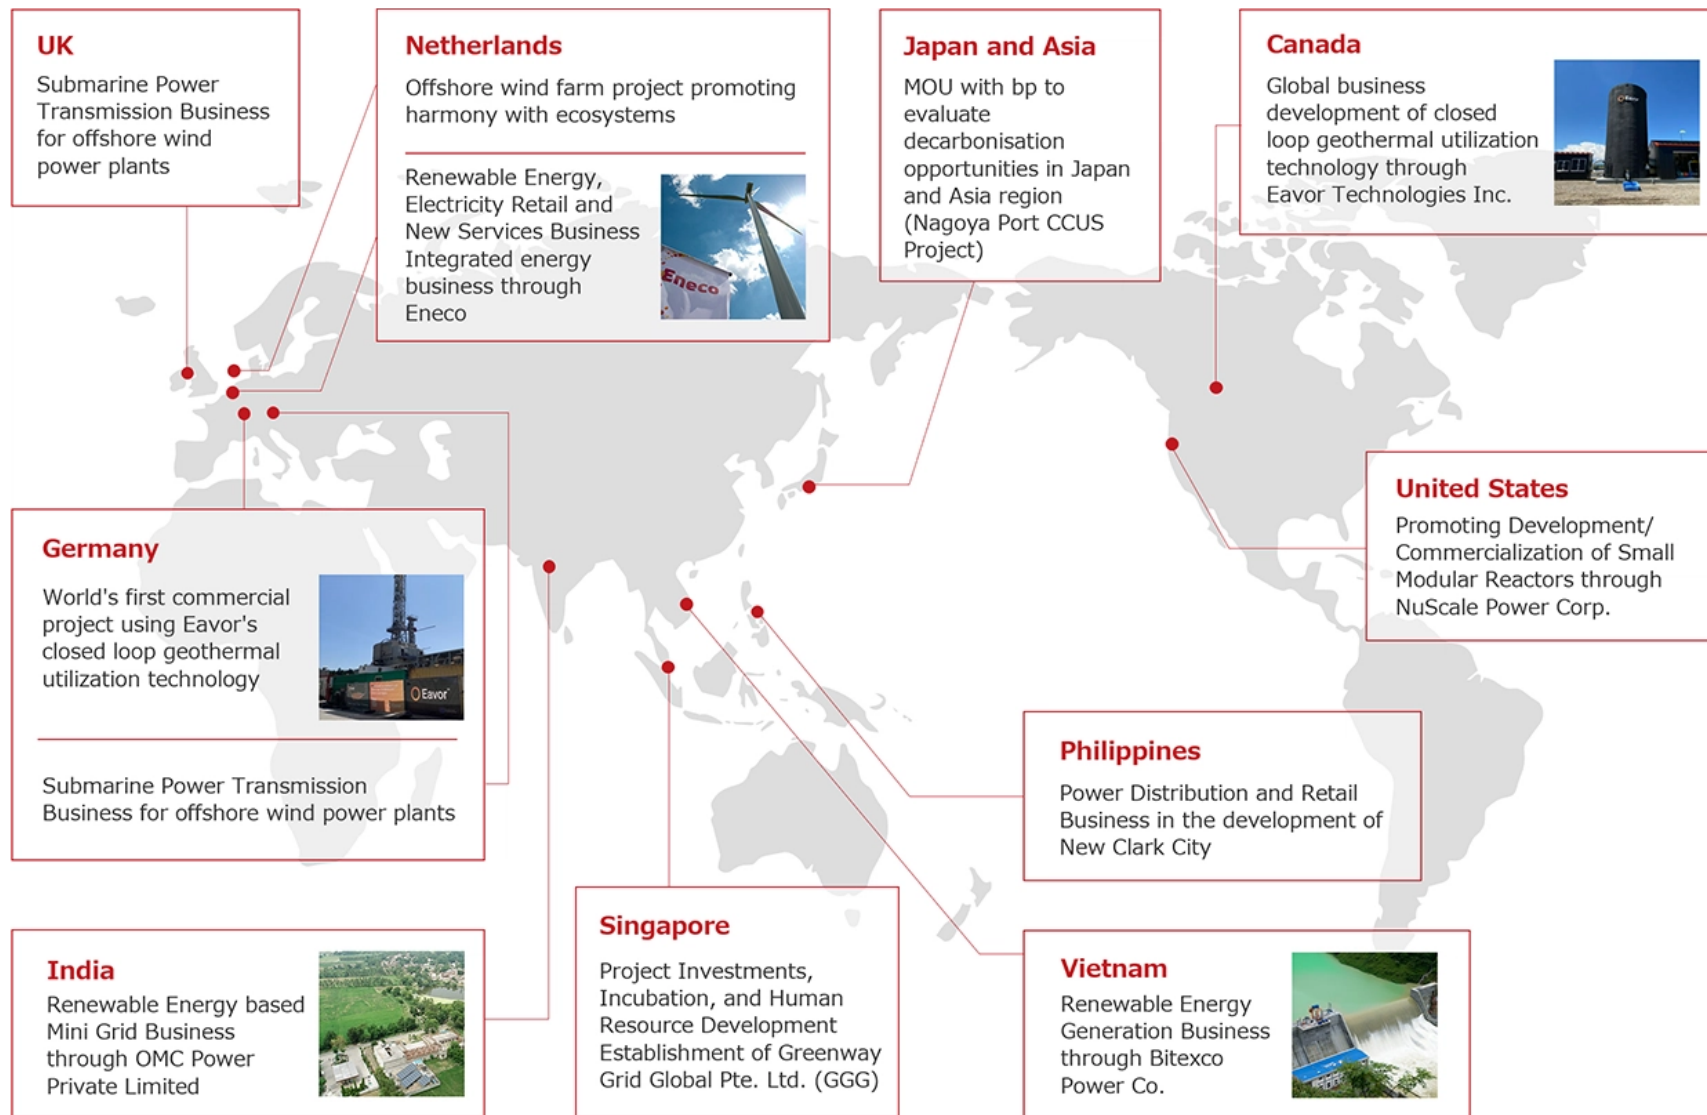 UK
Submarine Power
Transmission Business
for offshore wind
power plants
Netherlands
Offshore wind farm project promoting
harmony with ecosystems
Renewable Energy,
Electricity Retail and
New Services Business
Integrated energy
business through
Eneco
Eneco
Japan and Asia
MOU with bp to
evaluate
decarbonisation
opportunities in Japan
and Asia region
(Nagoya Port CCUS
Project)
Canada
Global business
development of closed
loop geothermal utilization
technology through
Eavor Technologies Inc.
Eavor
United States
Promoting Development/
Commercialization of Small
Modular Reactors through
NuScale Power Corp.
Germany
World's first commercial
project using Eavor's
closed loop geothermal
utilization technology
Eavor
Submarine Power Transmission
Business for offshore wind power plants
Philippines
Power Distribution and Retail
Business in the development of
New Clark City
India
Renewable Energy based
Mini Grid Business
through OMC Power
Private Limited
Singapore
Project Investments,
Incubation, and Human
Resource Development
Establishment of Greenway
Grid Global Pte. Ltd. (GGG)
Vietnam
Renewable Energy
Generation Business
through Bitexco
Power Co.